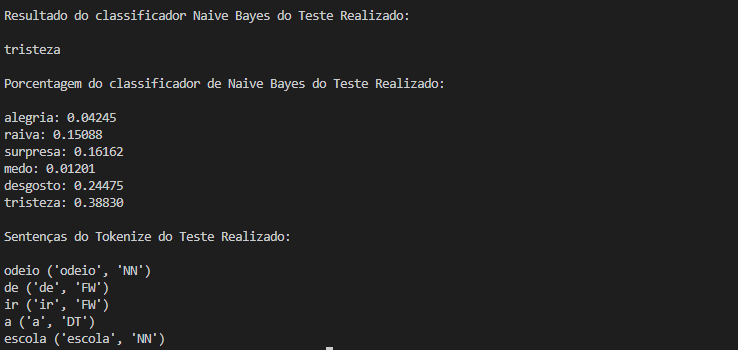 Resultado do classificador Naive Bayes do Teste Realizado:
tristeza
Porcentagem do classificador de Naive Bayes do Teste Realizado:
alegria: 0.04245
raiva: 0.15088
surpresa: 0.16162
medo: 0.01201
desgosto: 0.24475
tristeza: 0.38830
Sentenças do Tokenize do Teste Realizado:
odeio ('odeio', 'NN')
de ('de', 'FW')
ir ('ir', 'FW')
a ('a', 'DT')
escola ('escola', 'NN')